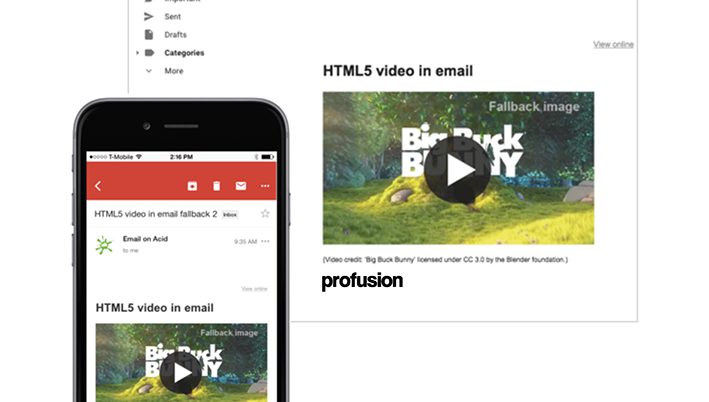 Important
Sent
Drafts
Categories
More
View online
HTML5 video in email
Fallback image
Big Buck
BUNNY
(Video credit: 'Big Buck Bunny' licensed under CC 3.0 by the Blender foundation.)
profusion
T-Mobile 2:16 PM
HTML5 video in email fallback 2 Inbox
Email on Acid 9:35 AM
to me
View online
HTML5 video in email
Fallback image
Big Buck
BUNNY